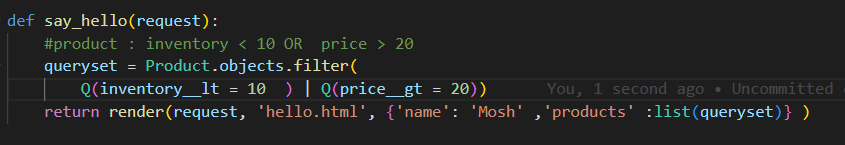 def say_hello(request):
    #product : inventory < 10 OR  price > 20
    queryset = Product.objects.filter(
        Q(inventory__lt = 10  ) | Q(price__gt = 20))     You, 1 second ago • Uncommitted
    return render(request, 'hello.html', {'name': 'Mosh' ,'products' :list(queryset)} )